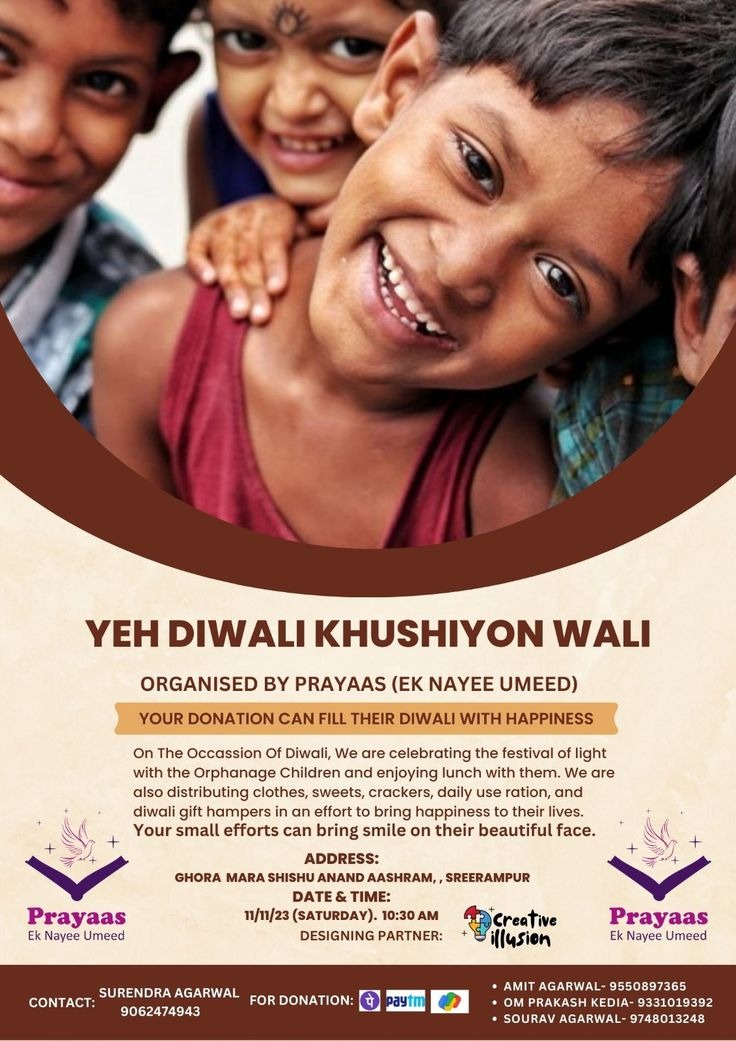 YEH DIWALI KHUSHIYON WALI
ORGANISED BY PRAYAAS (EK NAYEE UMEED)
YOUR DONATION CAN FILL THEIR DIWALI WITH HAPPINESS
On The Occassion Of Diwali, We are celebrating the festival of light
with the Orphanage Children and enjoying lunch with them. We are
also distributing clothes, sweets, crackers, daily use ration, and
diwali gift hampers in an effort to bring happiness to their lives.
Your small efforts can bring smile on their beautiful face.
ADDRESS:
GHORA MARA SHISHU ANAND AASHRAM, , SREERAMPUR
DATE & TIME:
11/11/23 (SATURDAY). 10:30 AM
DESIGNING PARTNER:
Creative
illusion
Prayaas
Ek Nayee Umeed
Prayaas
Ek Nayee Umeed
CONTACT:
SURENDRA AGARWAL
9062474943
FOR DONATION:
पे
paytm
• AMIT AGARWAL- 9550897365
• OM PRAKASH KEDIA- 9331019392
• SOURAV AGARWAL- 9748013248